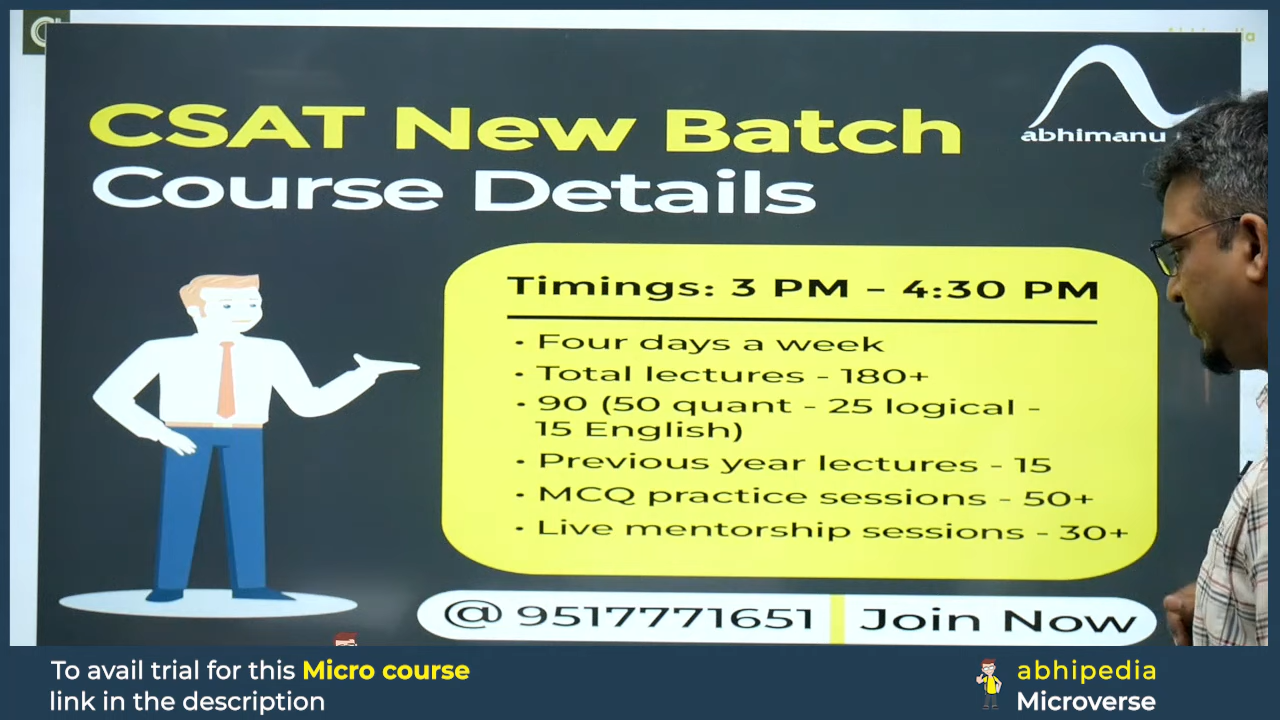 CSAT New Batch
Course Details
abhimanu
Timings: 3 PM - 4:30 PM
• Four days a week
• Total lectures - 180+
• 90 (50 quant - 25 logical -
15 English)
• Previous year lectures - 15
• MCQ practice sessions - 50+
• Live mentorship sessions - 30+
@ 9517771651 | Join Now
To avail trial for this Micro course
link in the description
abhipedia
Microverse